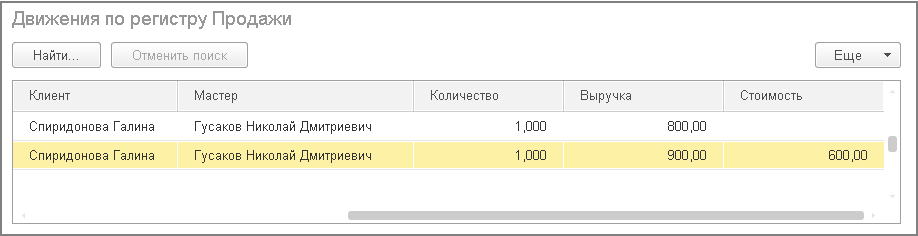 Движения по регистру Продажи
Найти... Отменить поиск Еще
Клиент Мастер Количество Выручка Стоимость
Спиридонова Галина Гусаков Николай Дмитриевич 1,000 800,00
Спиридонова Галина Гусаков Николай Дмитриевич 1,000 900,00 600,00